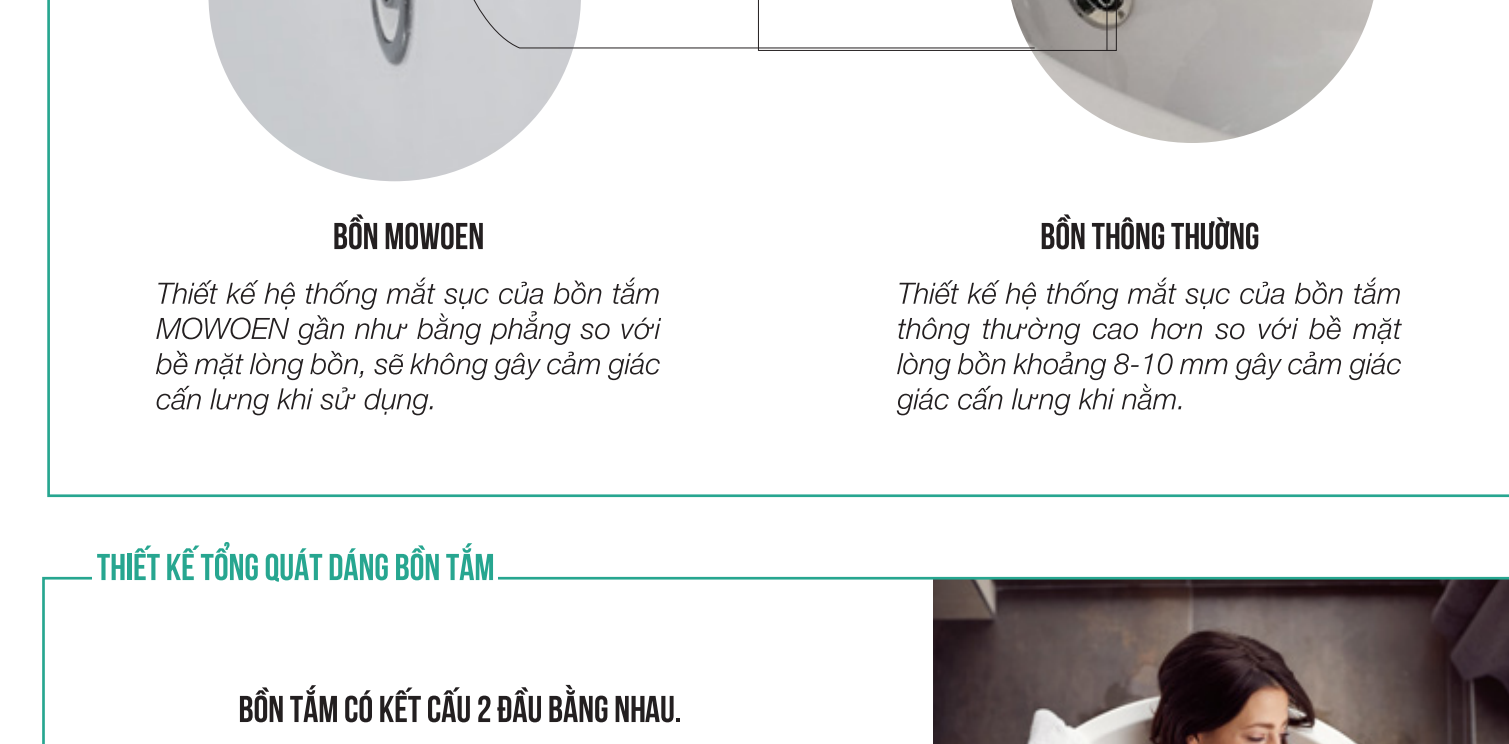 BỒN MOWOEN
Thiết kế hệ thống mắt sục của bồn tắm
MOWOEN gần như bằng phẳng so với
bề mặt lòng bồn, sẽ không gây cảm giác
cấn lưng khi sử dụng.
BỒN THÔNG THƯỜNG
Thiết kế hệ thống mắt sục của bồn tắm
thông thường cao hơn so với bề mặt
lòng bồn khoảng 8-10 mm gây cảm giác
giác cấn lưng khi nằm.
THIẾT KẾ TỔNG QUÁT DÁNG BỒN TẮM
BỒN TẮM CÓ KẾT CẤU 2 ĐẦU BẰNG NHAU.